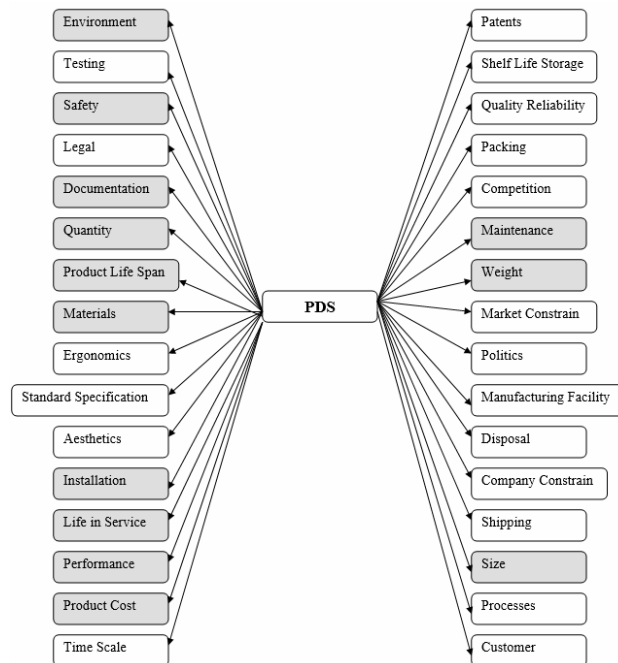 Environment
Testing
Safety
Legal
Documentation
Quantity
Product Life Span
Materials
Ergonomics
Standard Specification
Aesthetics
Installation
Life in Service
Performance
Product Cost
Time Scale
PDS
Patents
Shelf Life Storage
Quality Reliability
Packing
Competition
Maintenance
Weight
Market Constrain
Politics
Manufacturing Facility
Disposal
Company Constrain
Shipping
Size
Processes
Customer